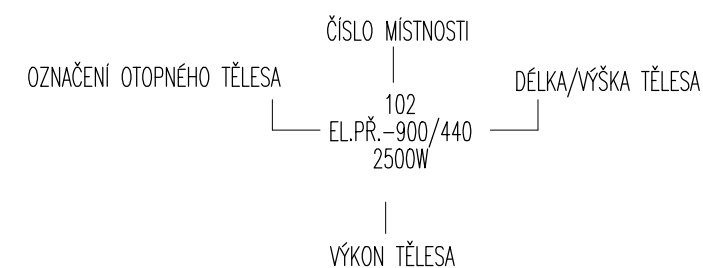 ČÍSLO MÍSTNOSTI
OZNAČENÍ OTOPNÉHO TĚLESA
DÉLKA/VÝŠKA TĚLESA
102
EL.PŘ.-900/440
2500W
VÝKON TĚLESA